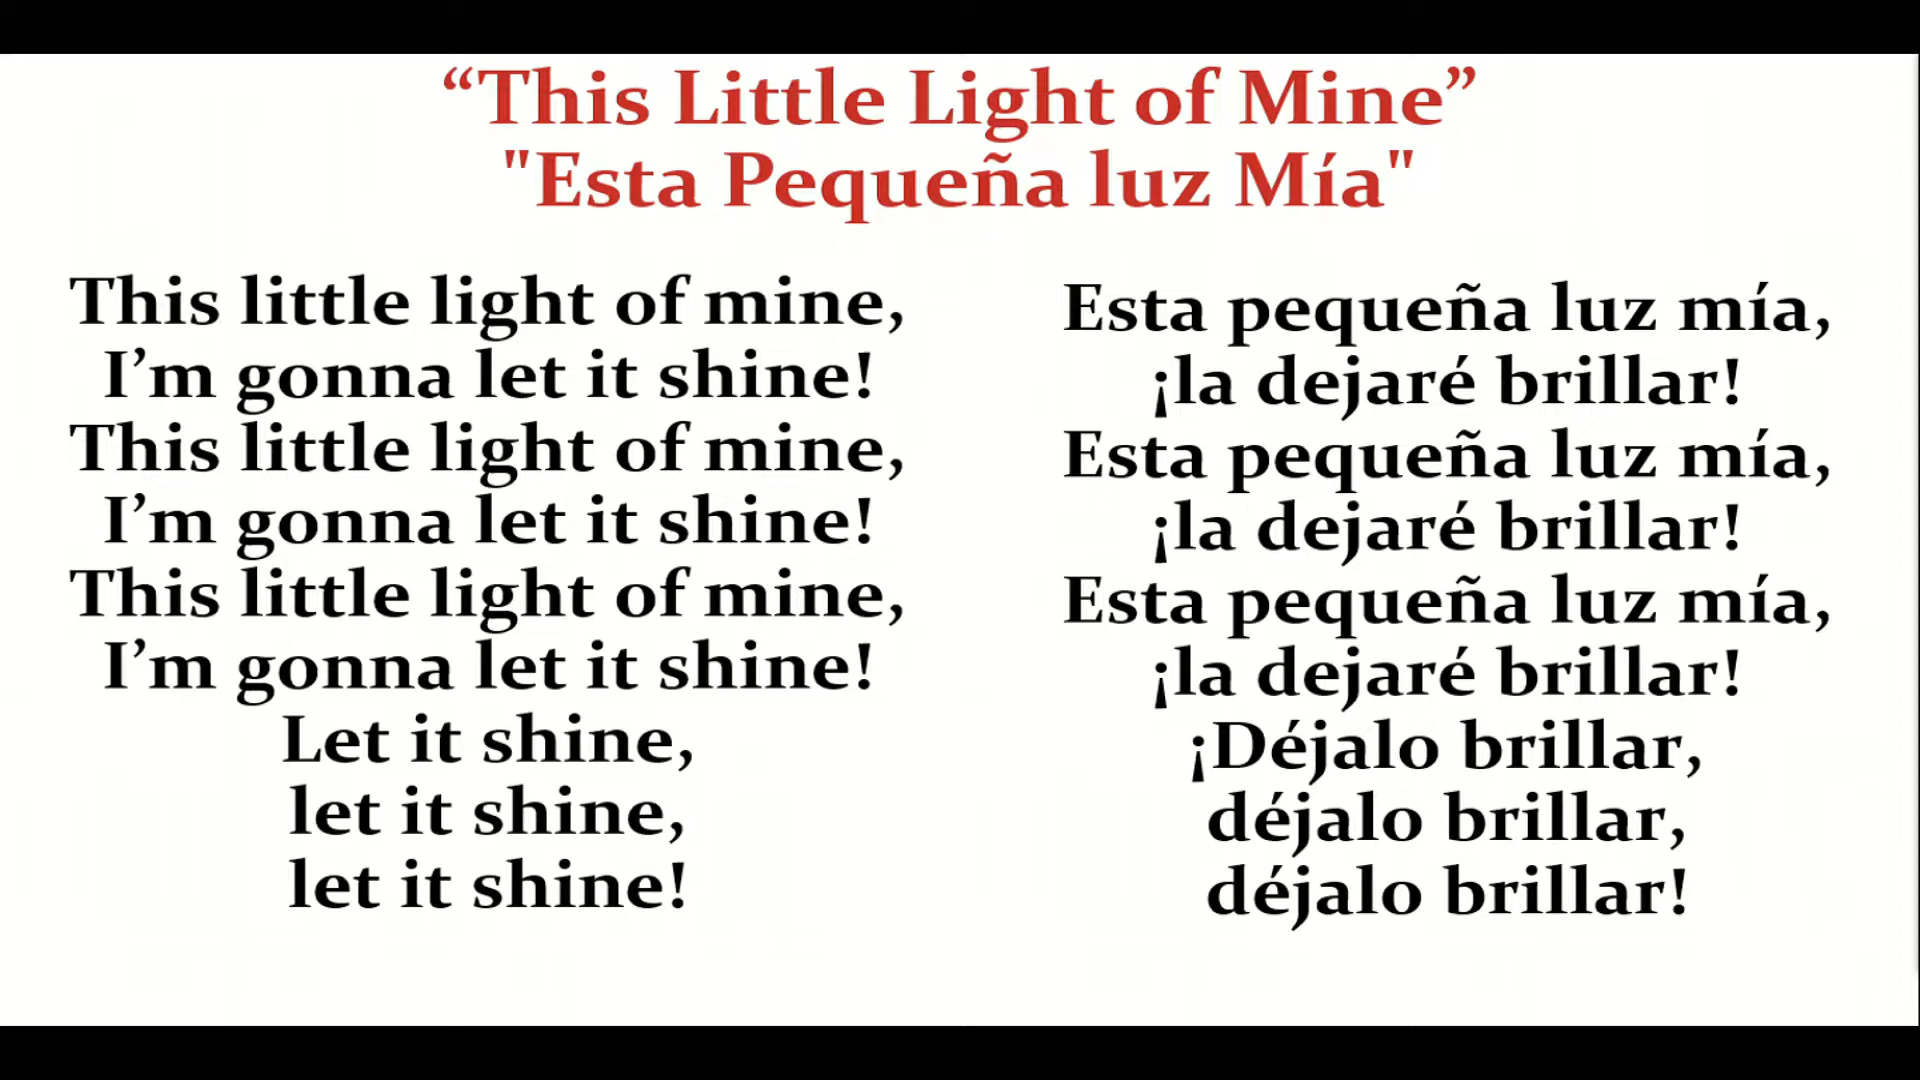 “This Little Light of Mine”
"Esta Pequeña luz Mía"
This little light of mine,
I’m gonna let it shine!
This little light of mine,
I’m gonna let it shine!
This little light of mine,
I’m gonna let it shine!
Let it shine,
let it shine,
let it shine!
Esta pequeña luz mía,
¡la dejaré brillar!
Esta pequeña luz mía,
¡la dejaré brillar!
Esta pequeña luz mía,
¡la dejaré brillar!
¡Déjalo brillar,
déjalo brillar,
déjalo brillar!